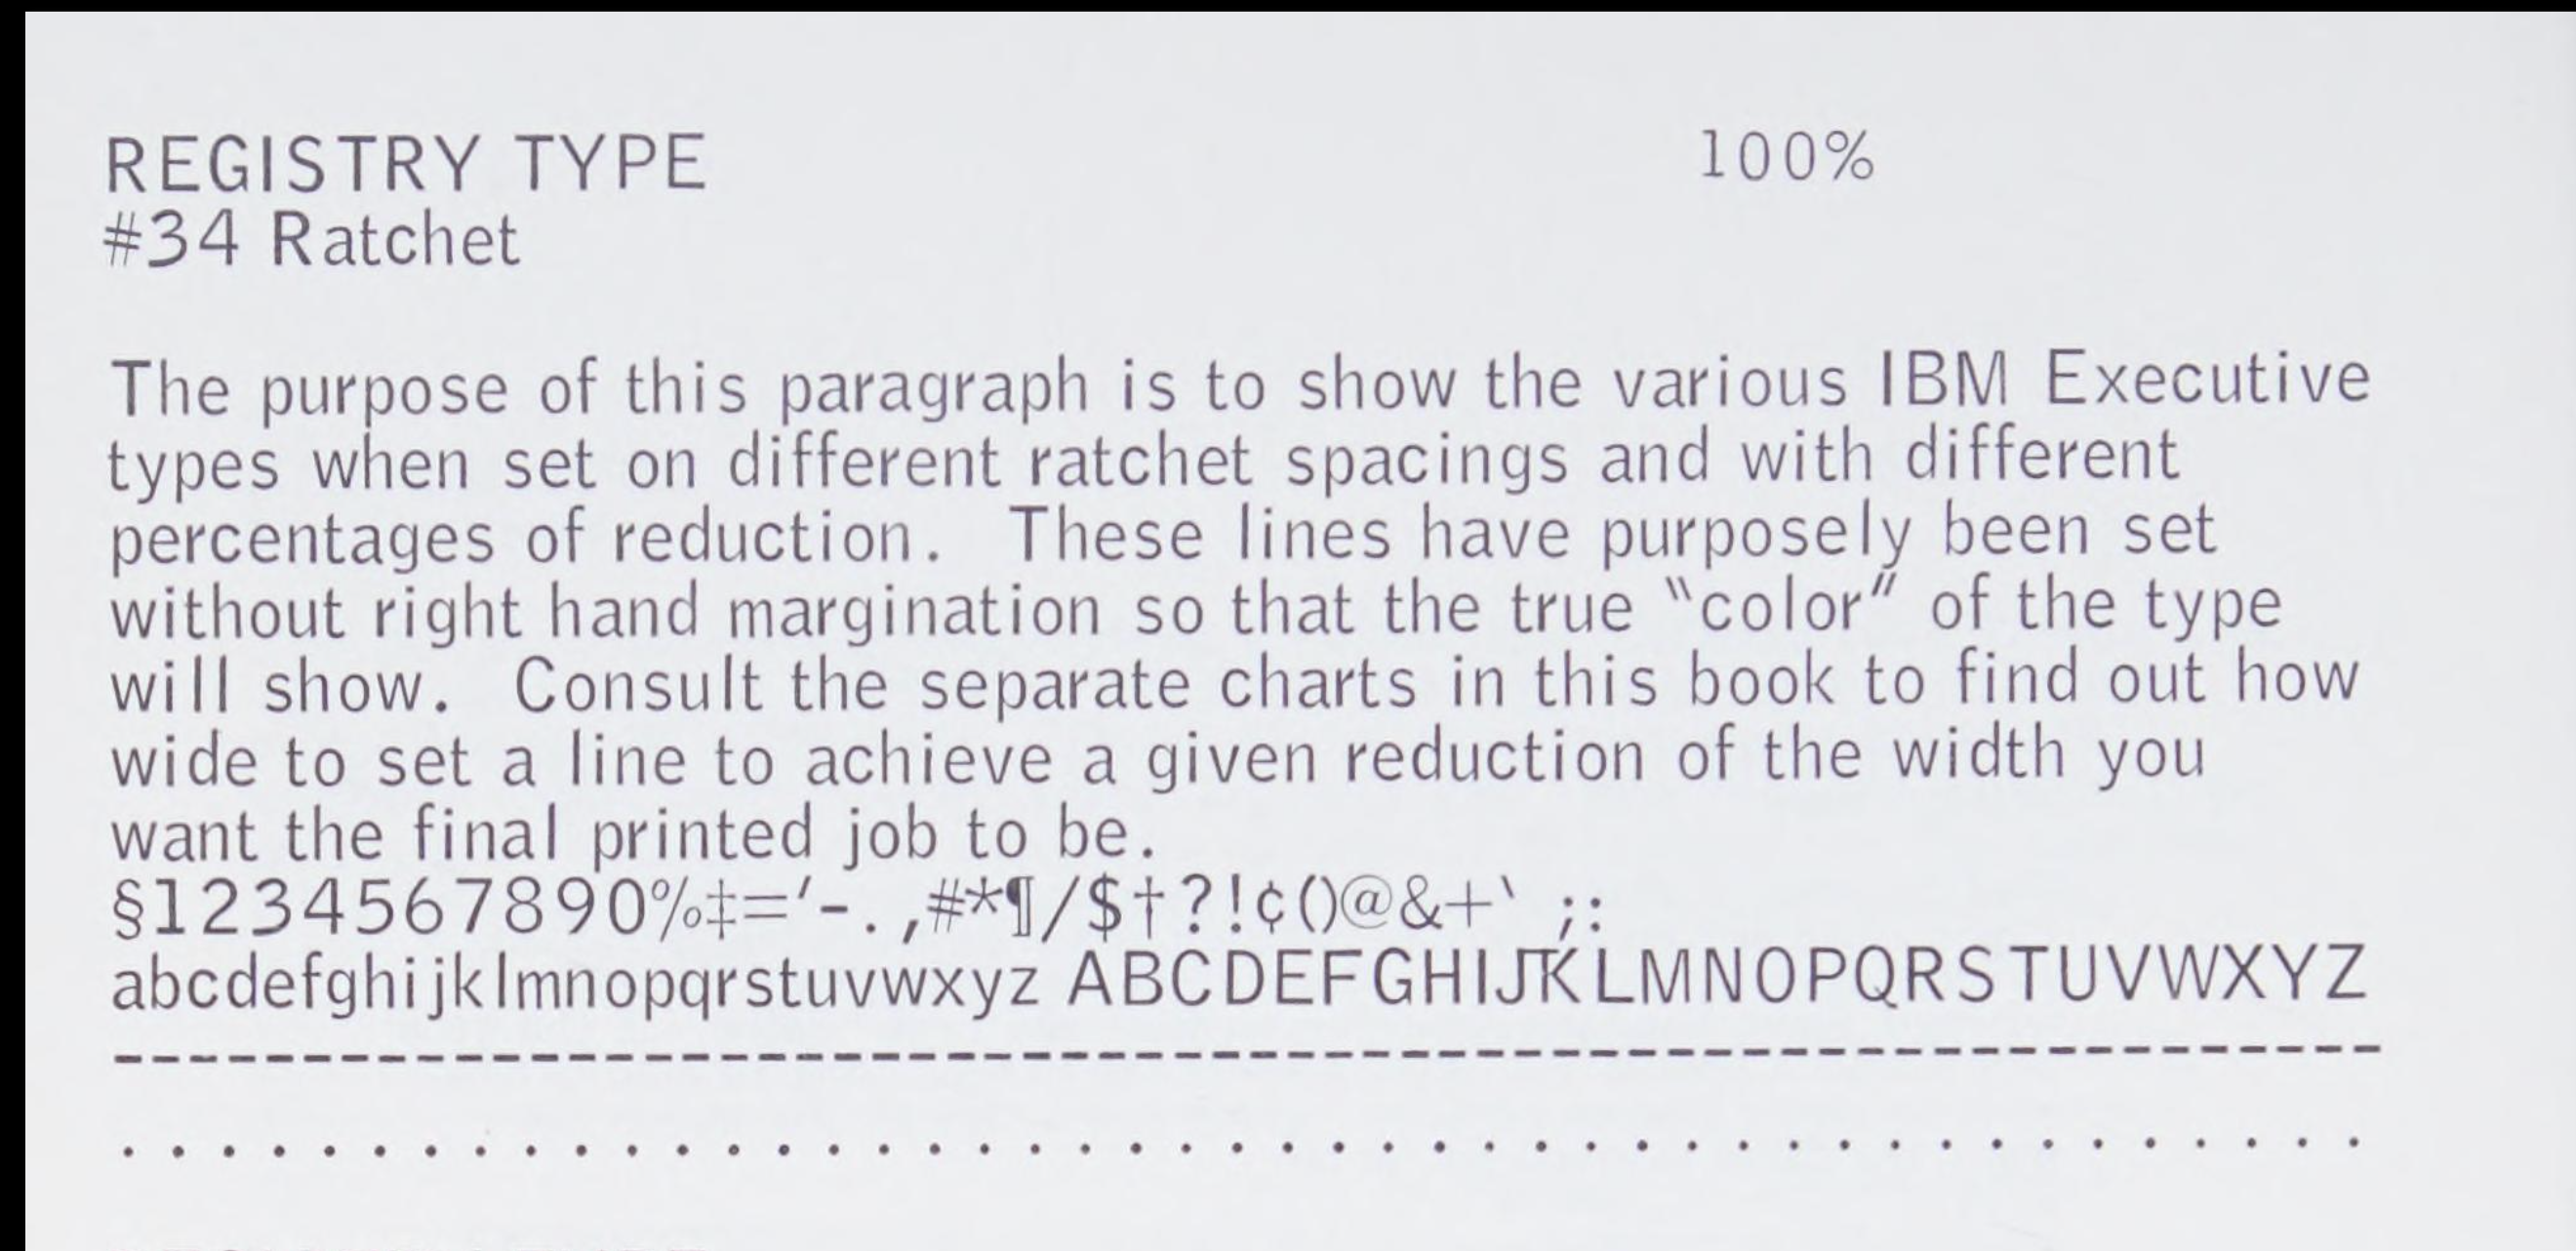 REGISTRY TYPE 100%
#34 Ratchet
The purpose of this paragraph is to show the various IBM Executive
types when set on different ratchet spacings and with different
percentages of reduction.  These lines have purposely been set
without right hand margination so that the true "color" of the type
will show.  Consult the separate charts in this book to find out how
wide to set a line to achieve a given reduction of the width you
want the final printed job to be.
§1234567890%‡='-.,#*¶/$†?!¢()@&+` ;:
abcdefghijklmnopqrstuvwxyz ABCDEFGHIJKLMNOPQRSTUVWXYZ
------------------------------------------------------------
. . . . . . . . . . . . . . . . . . . . . . . . . . . . . . . . . . . . . . . . . . . . .